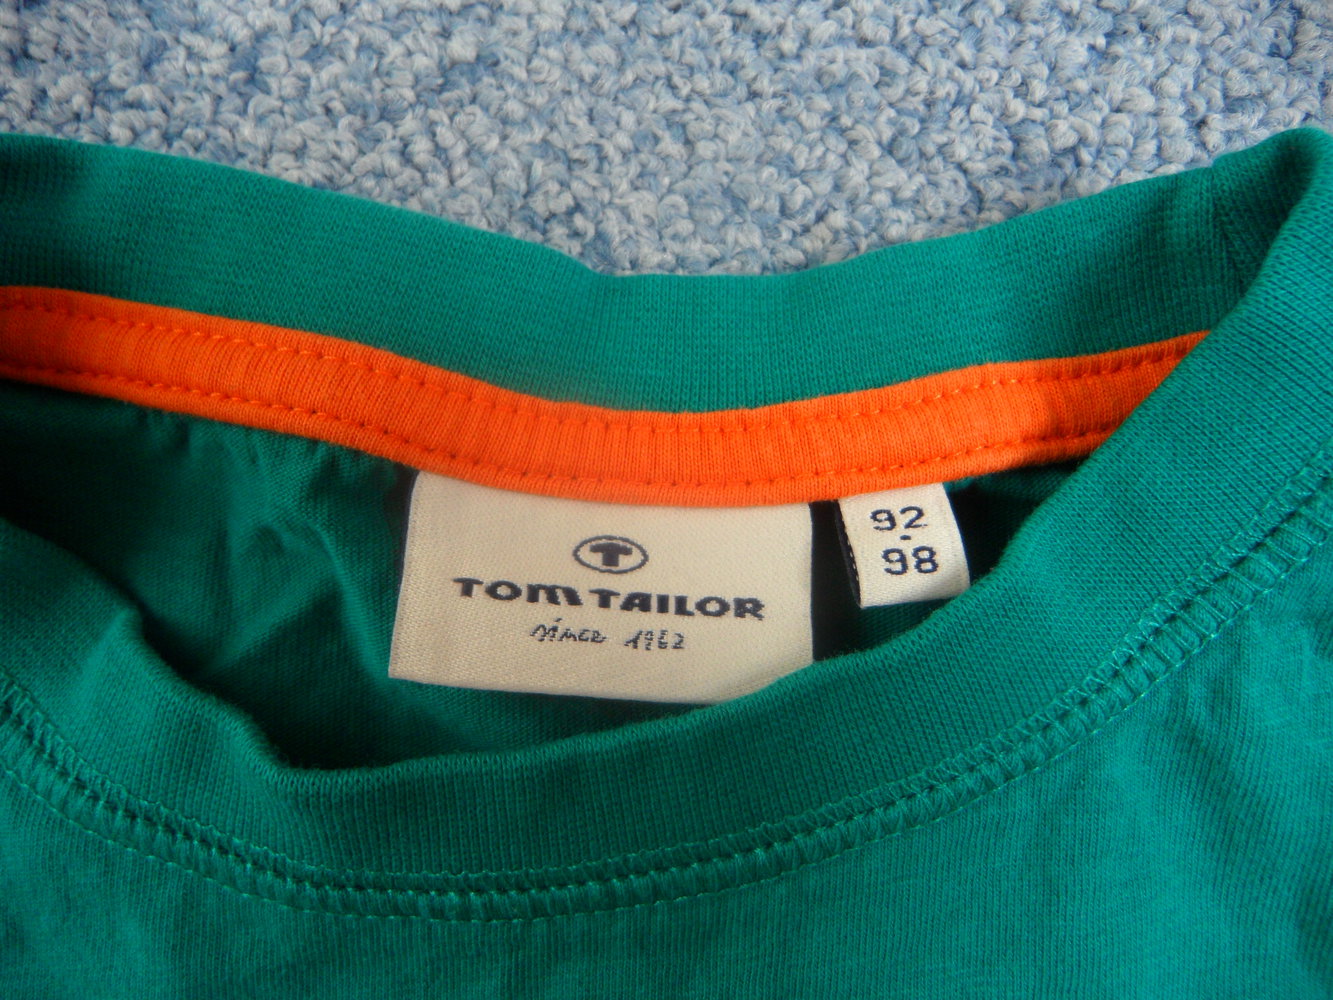 T
TOM TAILOR
since 1962
92
-
98